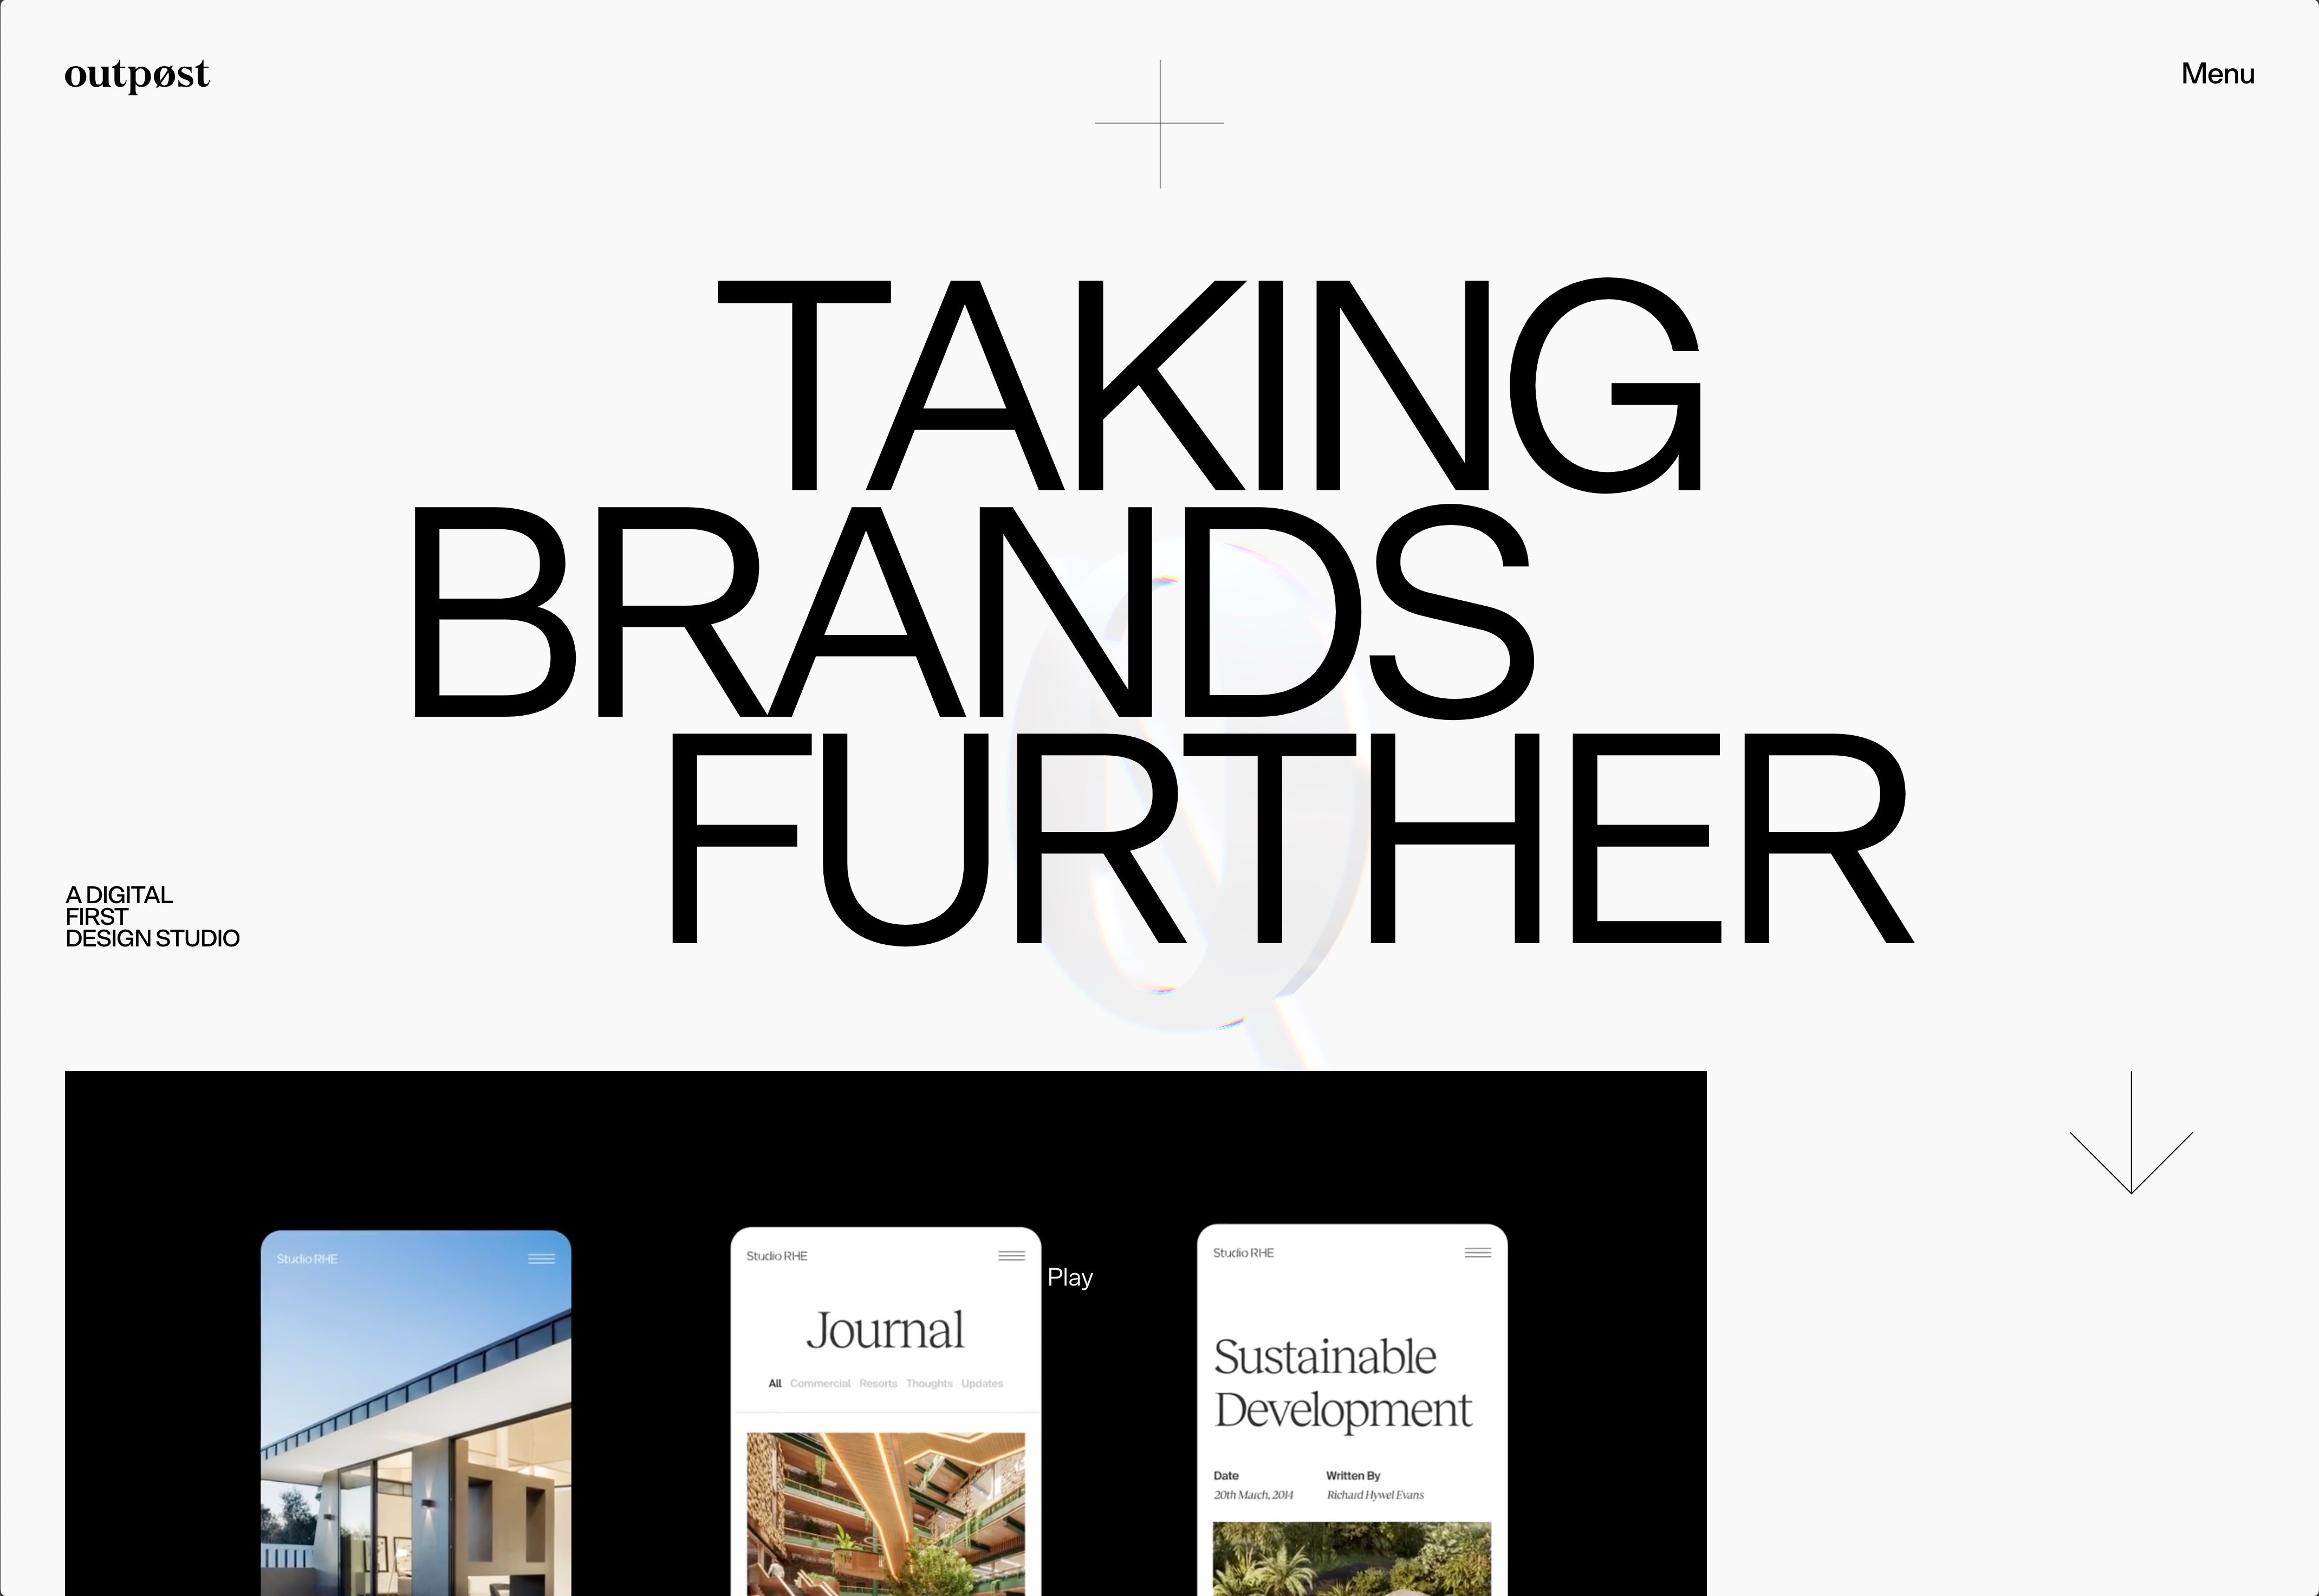 outpøst
Menu
TAKING
BRANDS
FURTHER
A DIGITAL
FIRST
DESIGN STUDIO
Studio RHE
Studio RHE
Play
Journal
All Commercial Resorts Thoughts Updates
Studio RHE
Sustainable
Development
Date Written By
20th March, 2014 Richard Hywel Evans